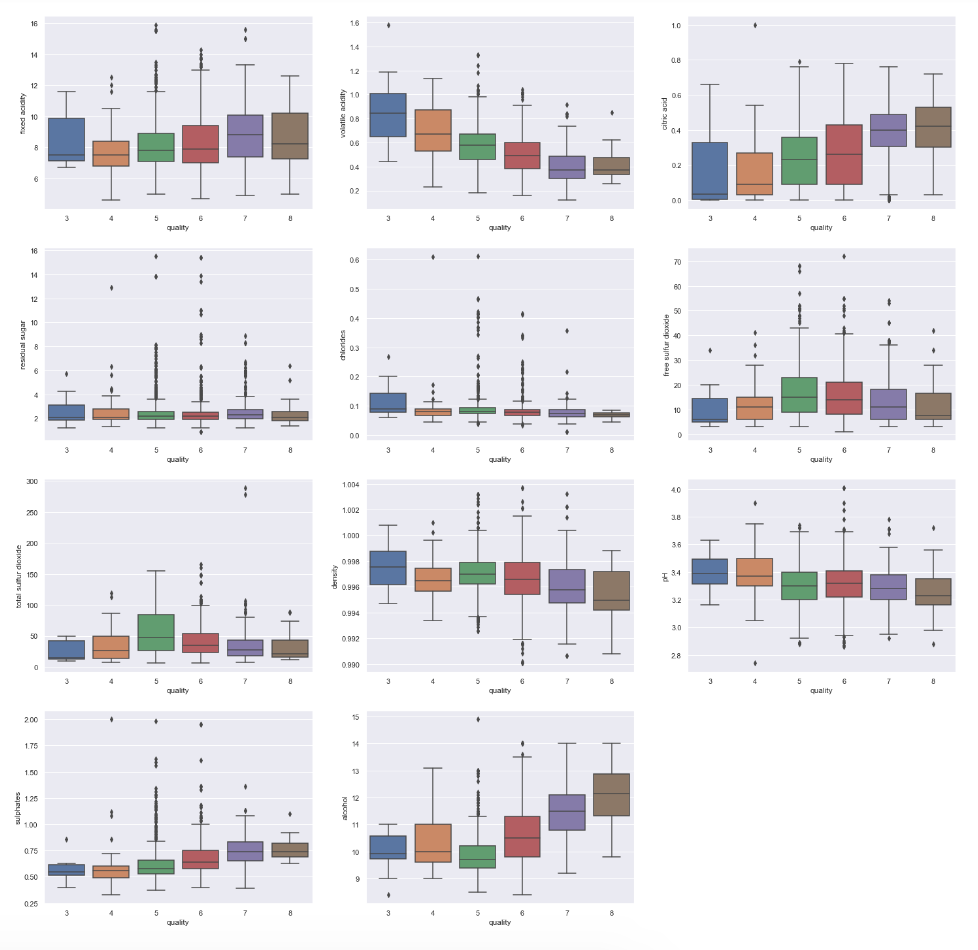 fixed acidity
16
14
12
10
8
6
3 4 5 6 7 8
quality
volatile acidity
1.6
1.4
1.2
1.0
0.8
0.6
0.4
0.2
3 4 5 6 7 8
quality
citric acid
1.0
0.8
0.6
0.4
0.2
0.0
3 4 5 6 7 8
quality
residual sugar
16
14
12
10
8
6
4
2
3 4 5 6 7 8
quality
chlorides
0.6
0.5
0.4
0.3
0.2
0.1
0.0
3 4 5 6 7 8
quality
free sulfur dioxide
70
60
50
40
30
20
10
0
3 4 5 6 7 8
quality
total sulfur dioxide
300
250
200
150
100
50
0
3 4 5 6 7 8
quality
density
1.004
1.002
1.000
0.998
0.996
0.994
0.992
0.990
3 4 5 6 7 8
quality
pH
4.0
3.8
3.6
3.4
3.2
3.0
2.8
3 4 5 6 7 8
quality
sulphates
2.00
1.75
1.50
1.25
1.00
0.75
0.50
0.25
3 4 5 6 7 8
quality
alcohol
15
14
13
12
11
10
9
3 4 5 6 7 8
quality